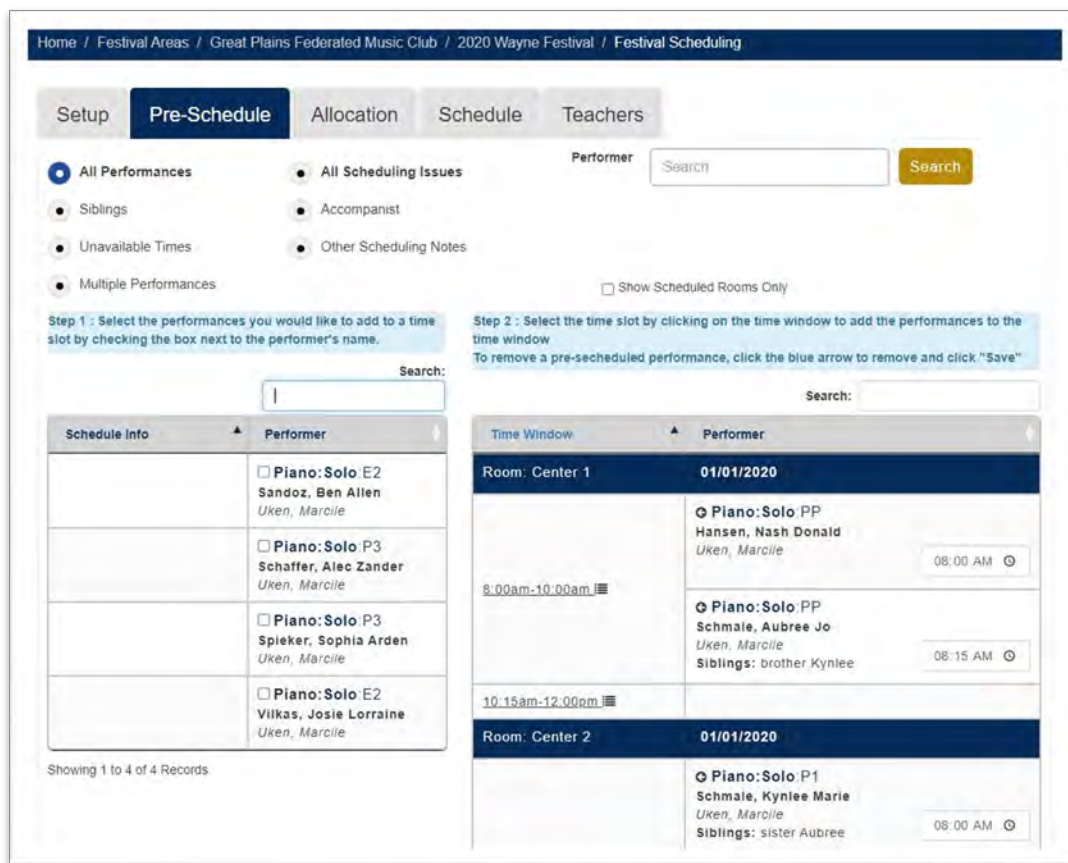 Home / Festival Areas / Great Plains Federated Music Club / 2020 Wayne Festival / Festival Scheduling
Setup Pre-Schedule Allocation Schedule Teachers
All Performances All Scheduling Issues Performer Search Search
Siblings Accompanist
Unavailable Times Other Scheduling Notes
Multiple Performances Show Scheduled Rooms Only
Step 1 : Select the performances you would like to add to a time
slot by checking the box next to the performer's name.
Search:
Schedule Info Performer
Piano:Solo:E2
Sandoz, Ben Allen
Uken, Marcile
Piano:Solo:P3
Schaffer, Alec Zander
Uken, Marcile
Piano:Solo:P3
Spieker, Sophia Arden
Uken, Marcile
Piano:Solo:E2
Vilkas, Josie Lorraine
Uken, Marcile
Showing 1 to 4 of 4 Records
Step 2 : Select the time slot by clicking on the time window to add the performances to the
time window
To remove a pre-secheduled performance, click the blue arrow to remove and click "Save"
Search:
Time Window Performer
Room: Center 1 01/01/2020
8:00am-10:00am
Piano:Solo:PP
Hansen, Nash Donald
Uken, Marcile
08:00 AM
Piano:Solo:PP
Schmale, Aubree Jo
Uken, Marcile
Siblings: brother Kynlee 08:15 AM
10:15am-12:00pm
Room: Center 2 01/01/2020
Piano:Solo:P1
Schmale, Kynlee Marie
Uken, Marcile
Siblings: sister Aubree 08:00 AM